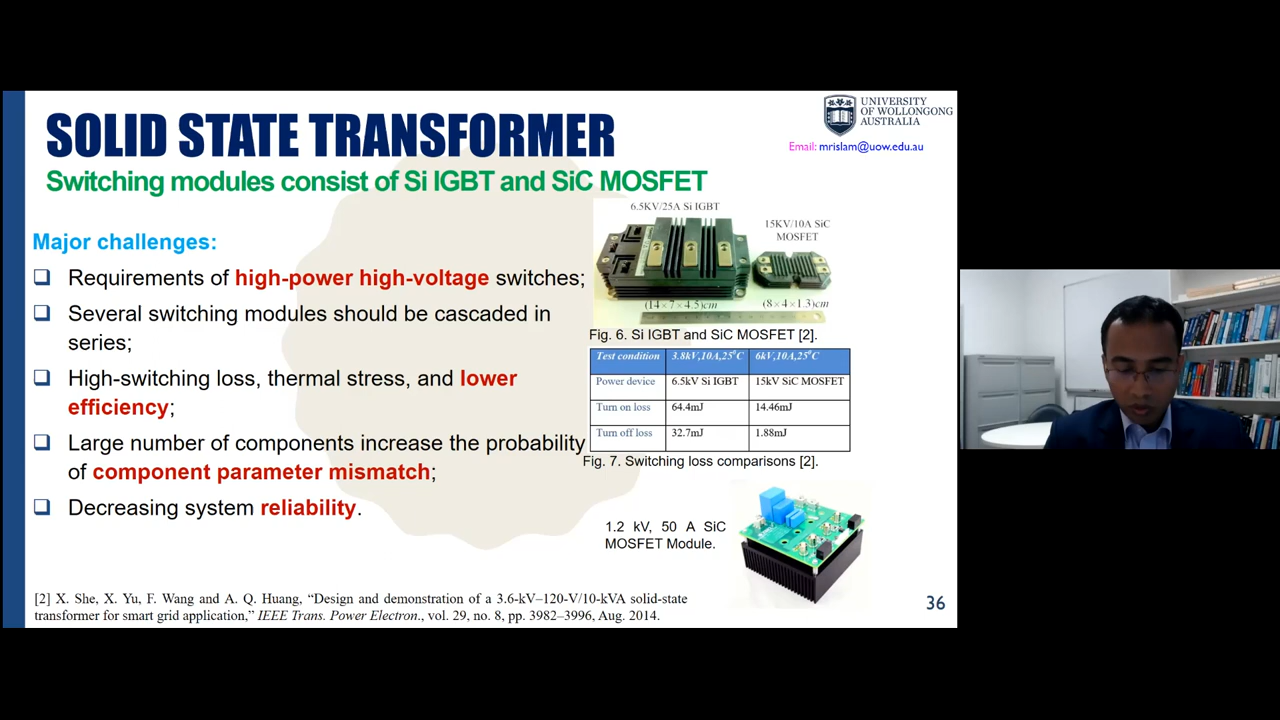 SOLID STATE TRANSFORMER
Switching modules consist of Si IGBT and SiC MOSFET
UNIVERSITY
OF WOLLONGONG
AUSTRALIA
Email: mrislam@uow.edu.au
Major challenges:
❑ Requirements of high-power high-voltage switches;
❑ Several switching modules should be cascaded in
series;
❑ High-switching loss, thermal stress, and lower
efficiency;
❑ Large number of components increase the probability
of component parameter mismatch;
❑ Decreasing system reliability.
6.5KV/25A Si IGBT
15KV/10A SiC
MOSFET
(14×7×4.5)cm
(8×4×1.3)cm
Fig. 6. Si IGBT and SiC MOSFET [2].
Test condition 3.8kV,10A,25⁰C 6kV,10A,25⁰C
Power device 6.5kV Si IGBT 15kV SiC MOSFET
Turn on loss 64.4mJ 14.46mJ
Turn off loss 32.7mJ 1.88mJ
Fig. 7. Switching loss comparisons [2].
1.2 kV, 50 A SiC
MOSFET Module.
[2] X. She, X. Yu, F. Wang and A. Q. Huang, “Design and demonstration of a 3.6-kV–120-V/10-kVA solid-state
transformer for smart grid application,” IEEE Trans. Power Electron., vol. 29, no. 8, pp. 3982–3996, Aug. 2014.
36